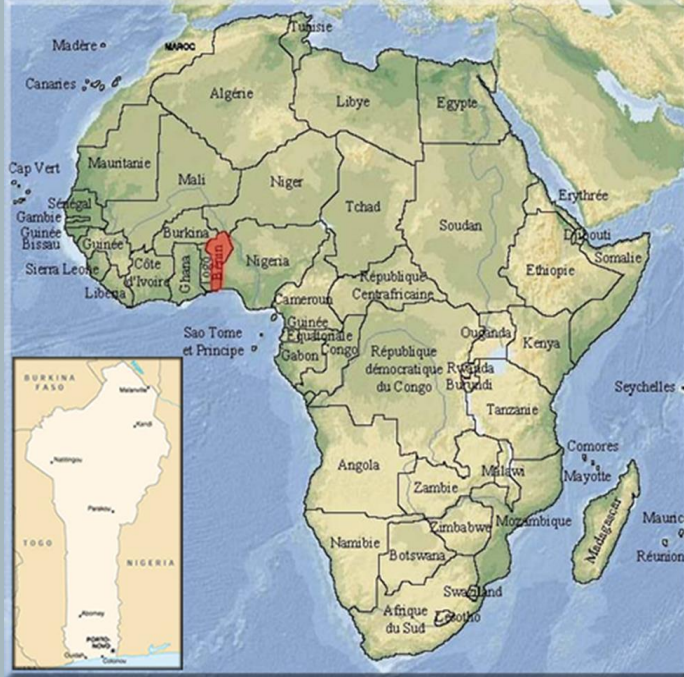 Tunisie
Madère
MAROC
Canaries
Algérie
Libye
Egypte
Cap Vert
Mauritanie
Mali
Niger
Tchad
Soudan
Erythrée
Sénégal
Gambie
Guinée
Bissau
Guinée
Burkina
Djibouti
Somalie
Sierra Leone
Côte
d'Ivoire
Ghana
Togo
Bénin
Nigeria
Ethiopie
Liberia
Cameroun
République
Centrafricaine
Sao Tome
et Principe
Guinée
Equatoriale
Gabon
Congo
République
démocratique
du Congo
Ouganda
Kenya
Rwanda
Burundi
Tanzanie
Seychelles
Comores
Mayotte
Angola
Zambie
Malawi
Mozambique
Madagascar
Mauric
Réunion
Namibie
Zimbabwe
Botswana
Swaziland
Afrique
du Sud
Lesotho
BURKINA
FASO
Malanville
Kandi
Natitingou
Parakou
TOGO
NIGERIA
Abomey
PORTO-
NOVO
Ouidah
Cotonou